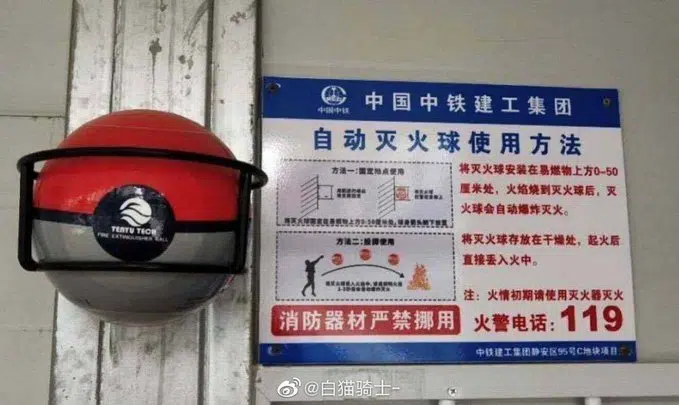 TENYU TECH
FIRE EXTINGUISHER BALL
中国中铁
中国中铁建工集团
自动灭火球使用方法
方法一:固定地点使用
将灭火球安装在易燃物上方0-50
厘米处，火焰烧到灭火球后，灭
火球会自动爆炸灭火。
方法二:抛掷使用
将灭火球存放在干燥处，起火后
直接丢入火中。
注：火情初期请使用灭火器灭火
消防器材严禁挪用
火警电话:119
中铁建工集团静安区95号C地块项目
@白猫骑士-